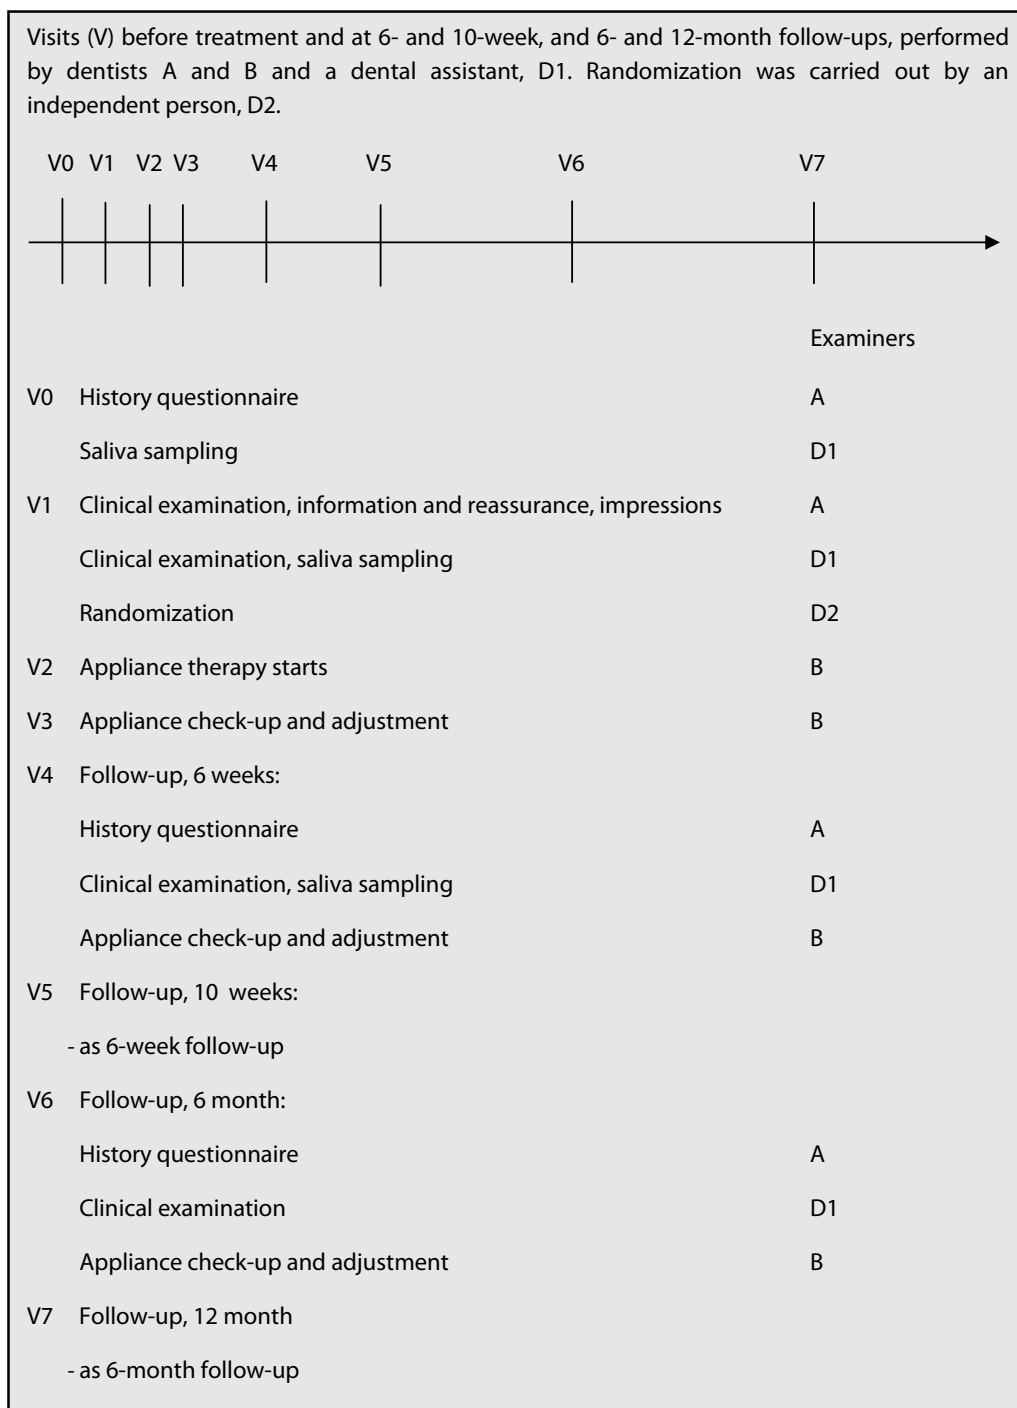 Visits (V) before treatment and at 6- and 10-week, and 6- and 12-month follow-ups, performed
by dentists A and B and a dental assistant, D1. Randomization was carried out by an
independent person, D2.
V0 V1 V2 V3 V4 V5 V6 V7
Examiners
V0 History questionnaire A
Saliva sampling D1
V1 Clinical examination, information and reassurance, impressions A
Clinical examination, saliva sampling D1
Randomization D2
V2 Appliance therapy starts B
V3 Appliance check-up and adjustment B
V4 Follow-up, 6 weeks:
History questionnaire A
Clinical examination, saliva sampling D1
Appliance check-up and adjustment B
V5 Follow-up, 10 weeks:
- as 6-week follow-up
V6 Follow-up, 6 month:
History questionnaire A
Clinical examination D1
Appliance check-up and adjustment B
V7 Follow-up, 12 month
- as 6-month follow-up